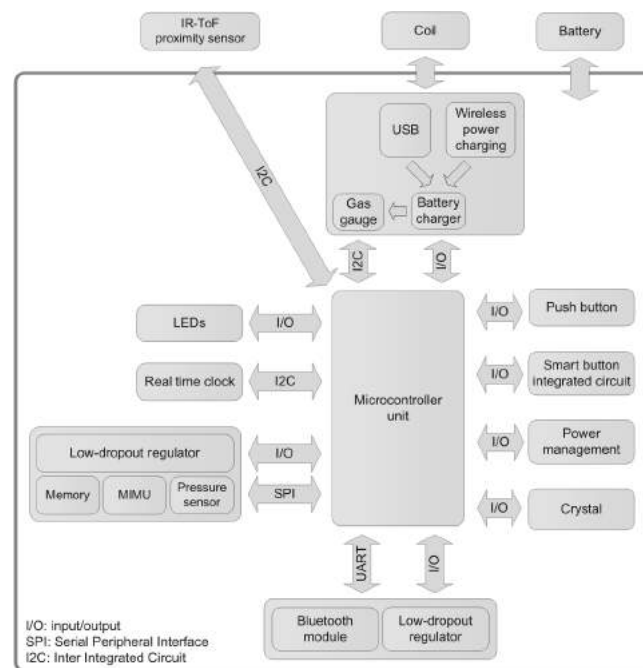 IR-ToF
proximity sensor
Coil
Battery
I2C
USB
Wireless
power
charging
Gas
gauge
Battery
charger
I2C
I/O
LEDs
I/O
Real time clock
I2C
Low-dropout regulator
Memory
MIMU
Pressure
sensor
I/O
SPI
Microcontroller
unit
I/O
Push button
I/O
Smart button
integrated circuit
I/O
Power
management
I/O
Crystal
UART
I/O
Bluetooth
module
Low-dropout
regulator
I/O: input/output
SPI: Serial Peripheral Interface
I2C: Inter Integrated Circuit